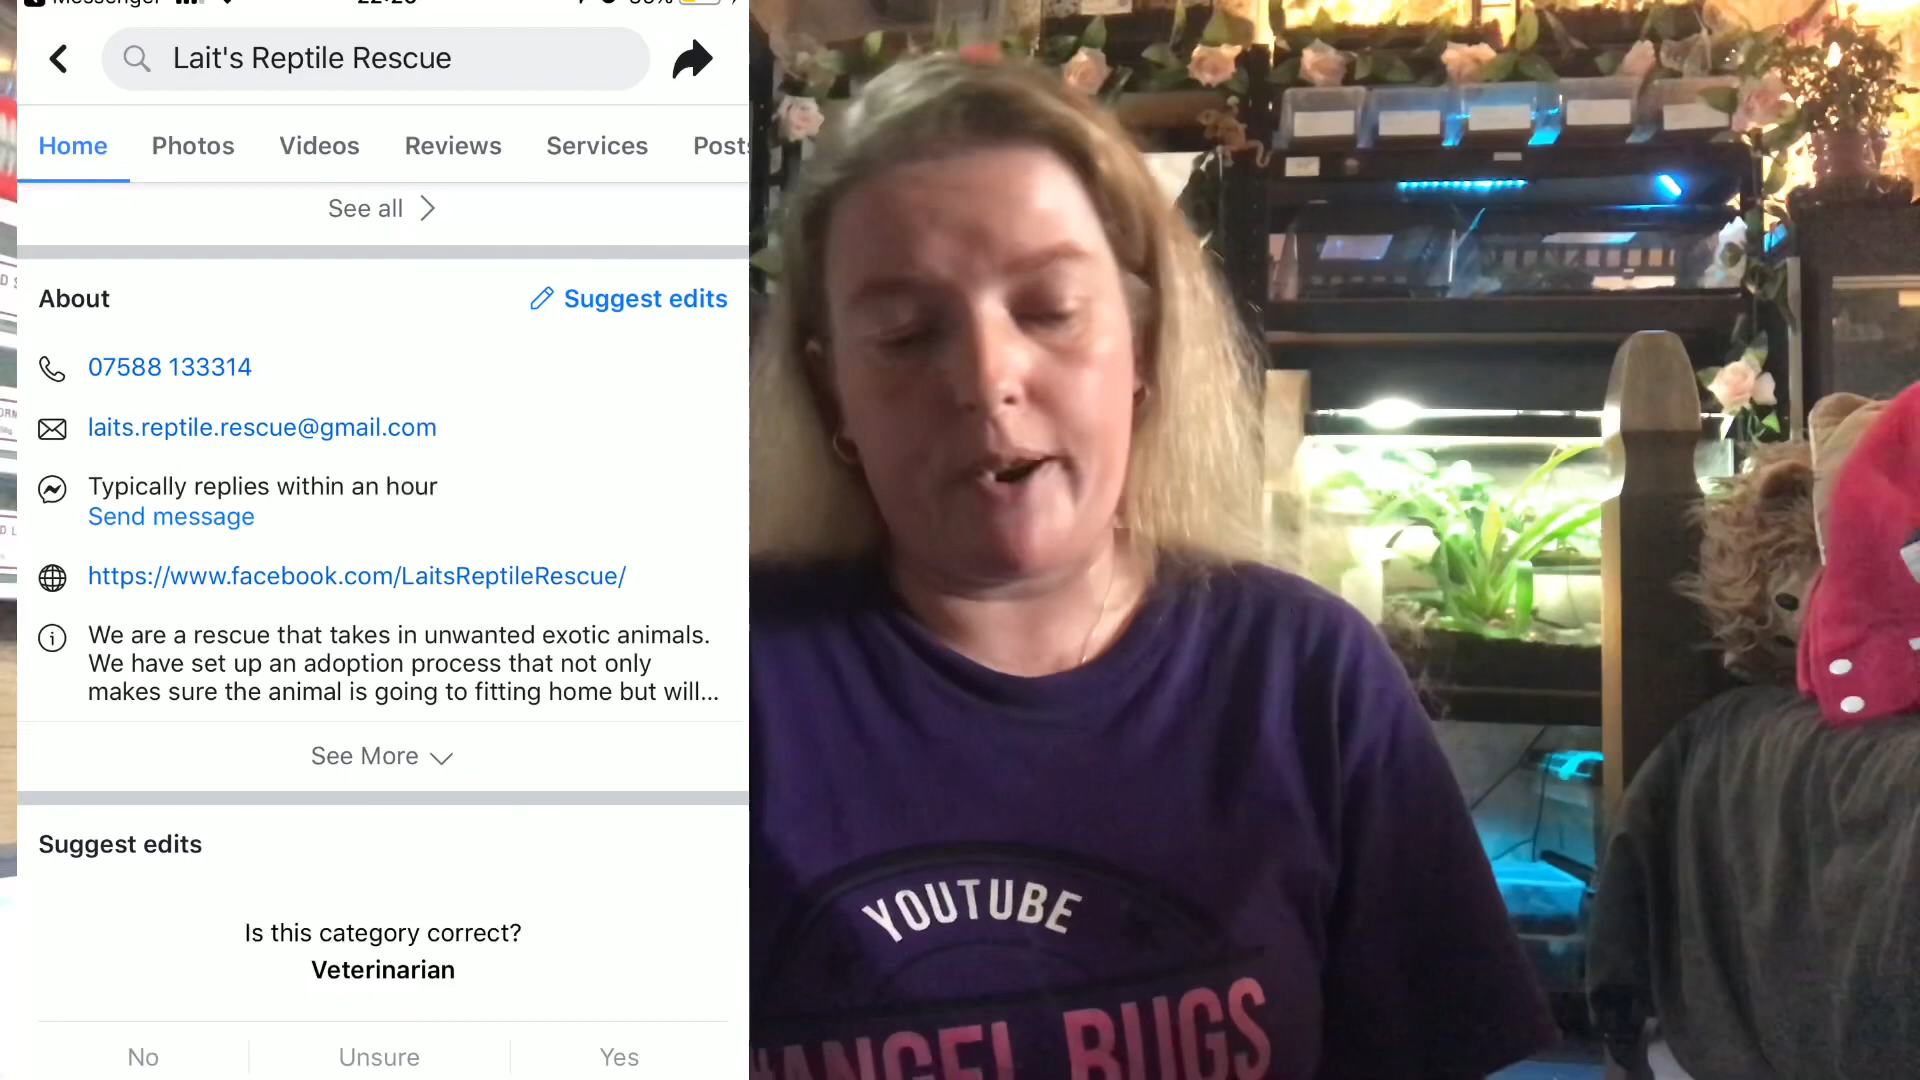 Lait's Reptile Rescue
Home Photos Videos Reviews Services Posts
See all
About Suggest edits
07588 133314
laits.reptile.rescue@gmail.com
Typically replies within an hour
Send message
https://www.facebook.com/LaitsReptileRescue/
We are a rescue that takes in unwanted exotic animals.
We have set up an adoption process that not only
makes sure the animal is going to fitting home but will...
See More
Suggest edits
Is this category correct?
Veterinarian
No Unsure Yes
YOUTUBE
ANGEL BUGS